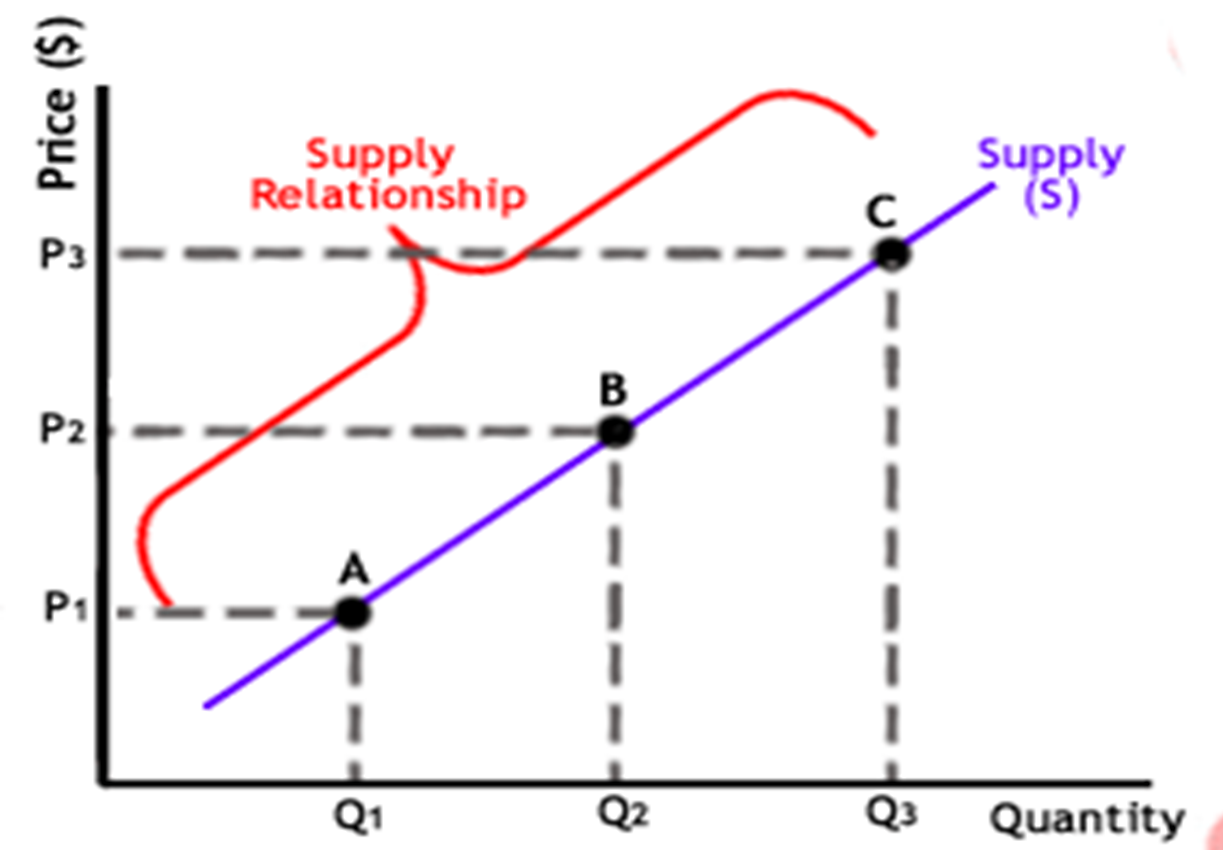 Price ($)
Supply
Relationship
Supply
(S)
C
P3
B
P2
A
P1
Q1
Q2
Q3
Quantity